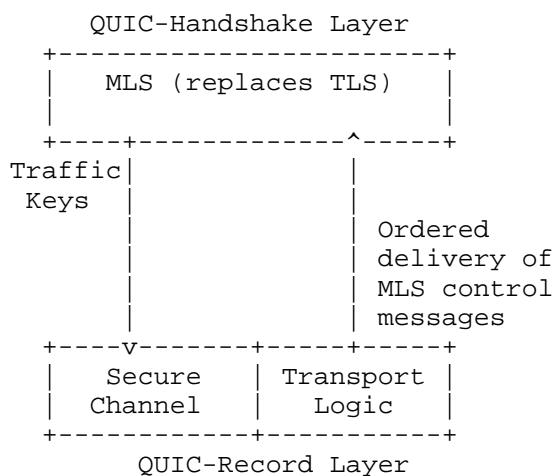 QUIC-Handshake Layer
MLS (replaces TLS)
Traffic
Keys
Ordered
delivery of
MLS control
messages
Secure
Channel
Transport
Logic
QUIC-Record Layer